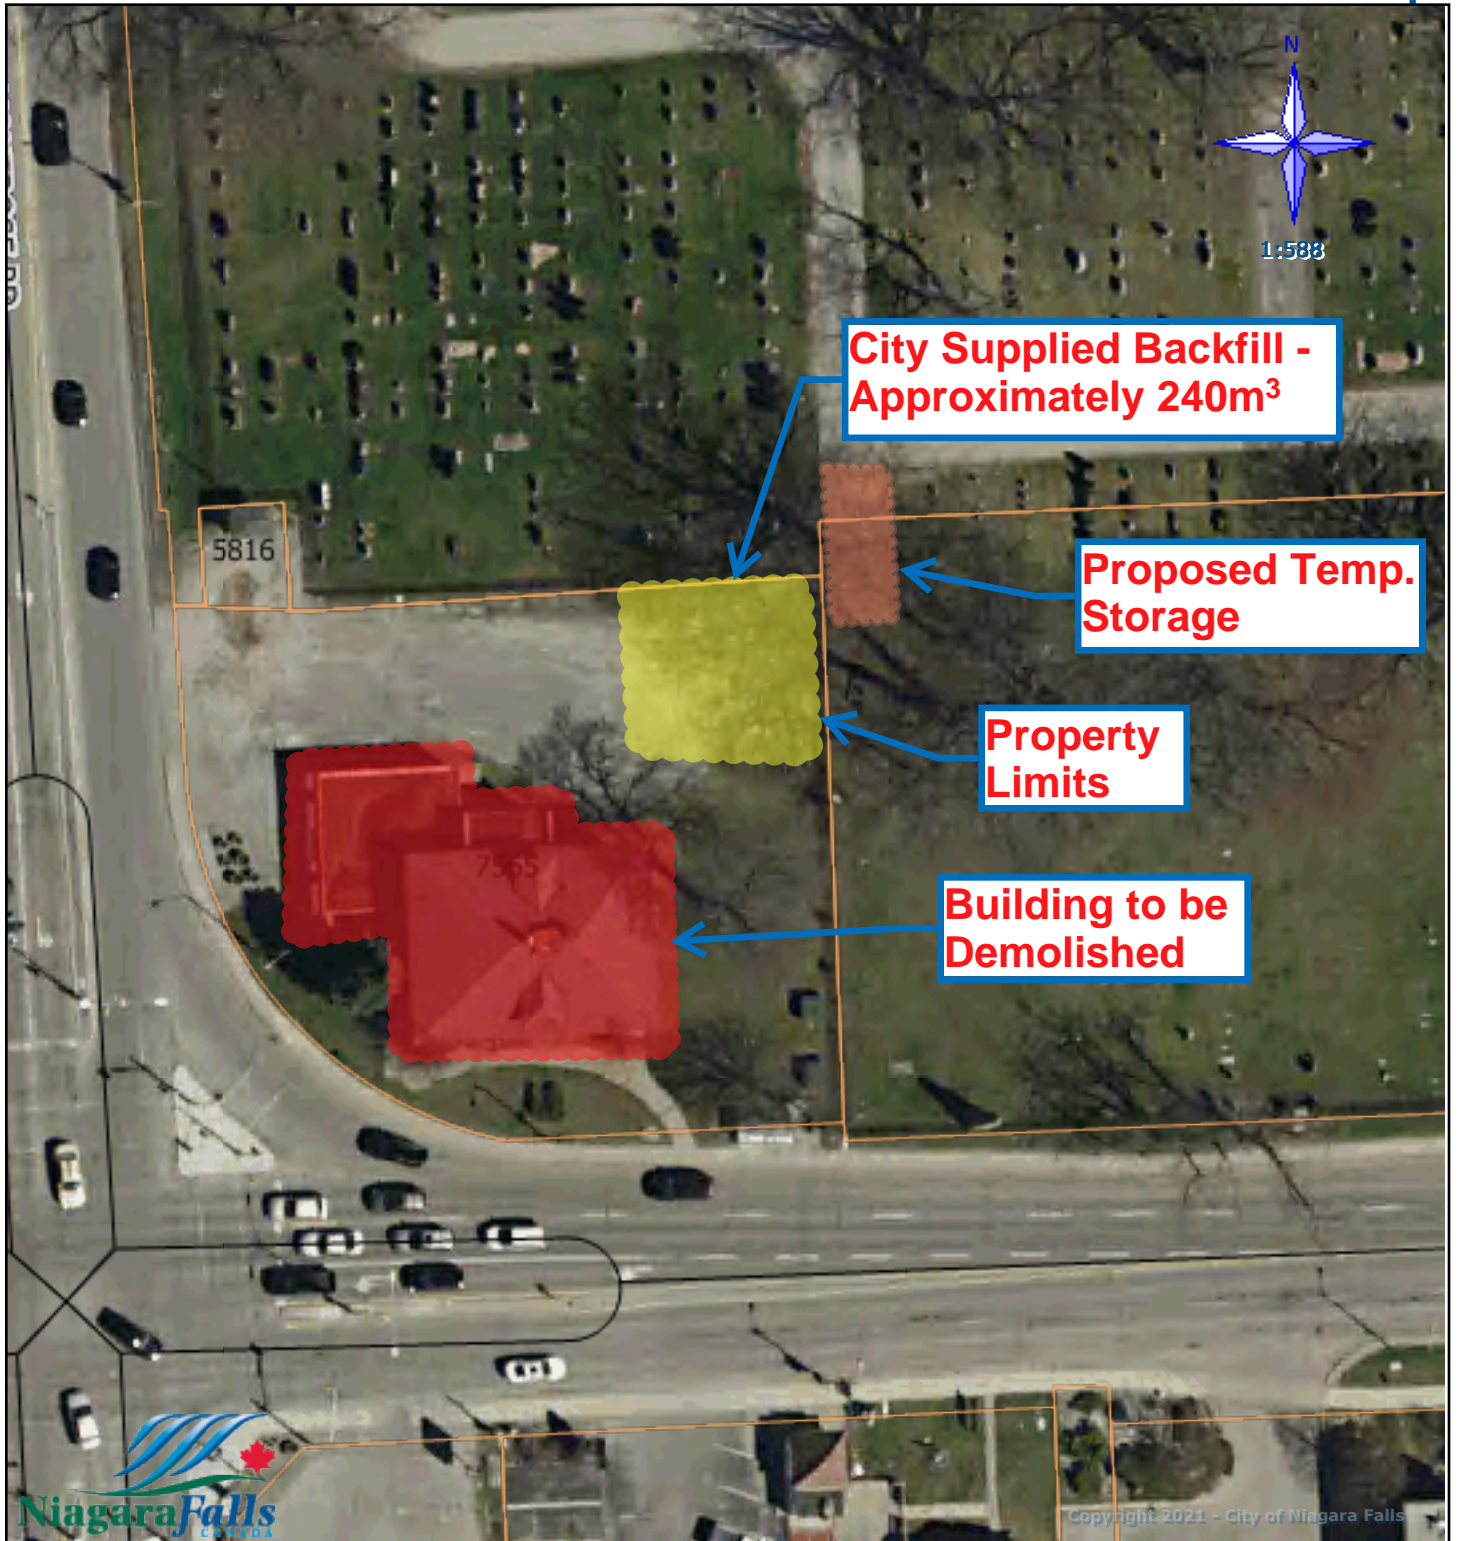 N
1:588
City Supplied Backfill -
Approximately 240m³
5816
Proposed Temp.
Storage
Property
Limits
7565
Building to be
Demolished
NiagaraFalls
CANADA
Copyright 2021 - City of Niagara Falls